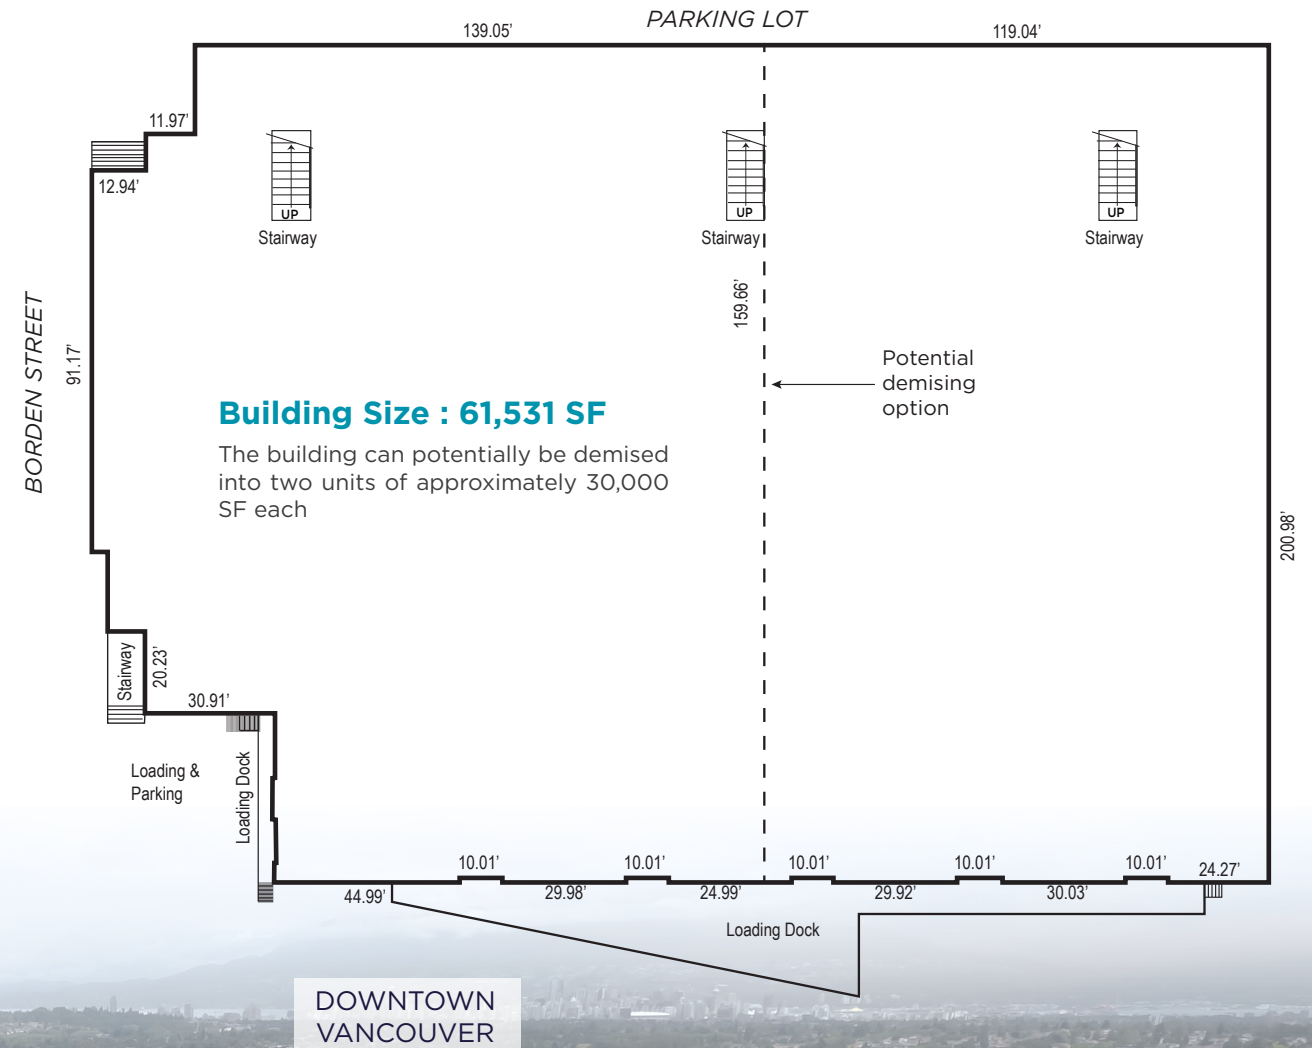 PARKING LOT
139.05’
119.04’
11.97’
12.94’
UP
UP
UP
Stairway
Stairway
Stairway
159.66’
BORDEN STREET
91.17’
Potential
demising
option
Building Size : 61,531 SF
The building can potentially be demised
into two units of approximately 30,000
SF each
200.98’
Stairway
20.23’
30.91’
Loading &
Parking
Loading Dock
10.01’
10.01’
10.01’
10.01’
10.01’
24.27’
44.99’
29.98’
24.99’
29.92’
30.03’
Loading Dock
DOWNTOWN
VANCOUVER